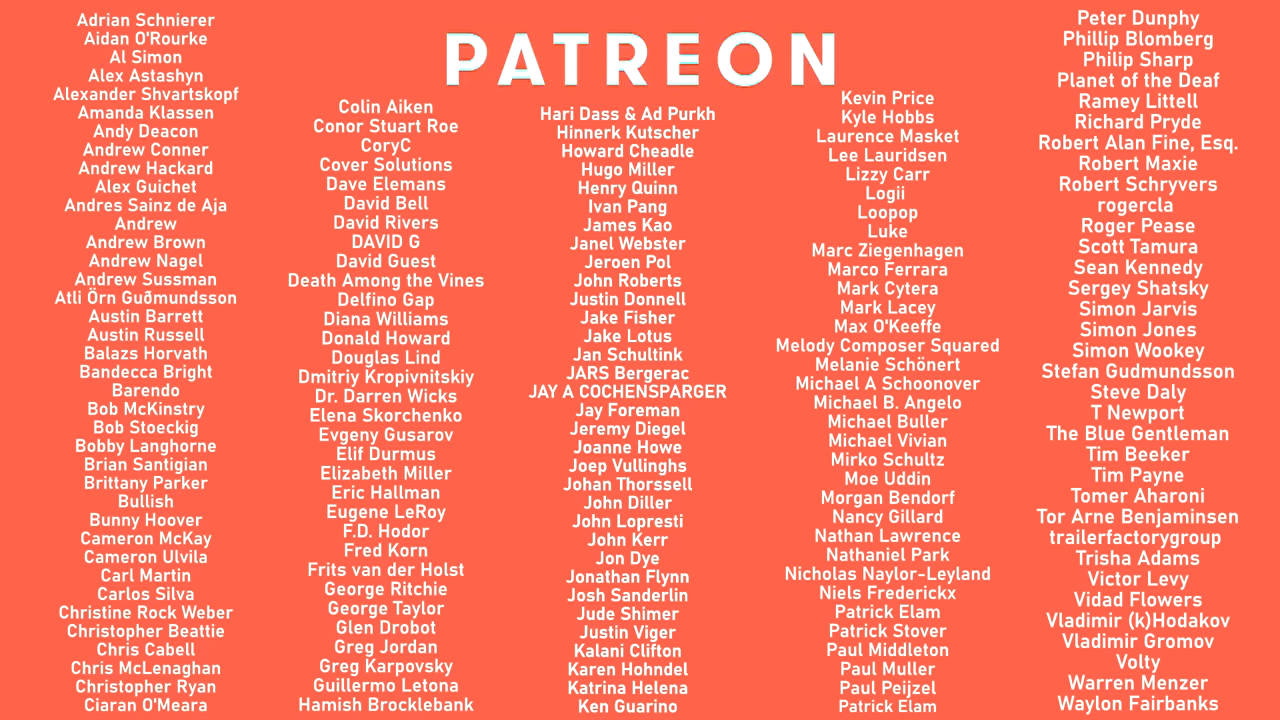 PATREON
Adrian Schnierer
Aidan O'Rourke
Al Simon
Alex Astashyn
Alexander Shvartskopf
Amanda Klassen
Andy Deacon
Andrew Conner
Andrew Hackard
Alex Guichet
Andres Sainz de Aja
Andrew
Andrew Brown
Andrew Nagel
Andrew Sussman
Atli Örn Guðmundsson
Austin Barrett
Austin Russell
Balazs Horvath
Bandecca Bright
Barendo
Bob McKinstry
Bob Stoeckig
Bobby Langhorne
Brian Santigian
Brittany Parker
Bullish
Bunny Hoover
Cameron McKay
Cameron Ulvila
Carl Martin
Carlos Silva
Christine Rock Weber
Christopher Beattie
Chris Cabell
Chris McLenaghan
Christopher Ryan
Ciaran O'Meara
Colin Aiken
Conor Stuart Roe
CoryC
Cover Solutions
Dave Elemans
David Bell
David Rivers
DAVID G
David Guest
Death Among the Vines
Delfino Gap
Diana Williams
Donald Howard
Douglas Lind
Dmitriy Kropivnitskiy
Dr. Darren Wicks
Elena Skorchenko
Evgeny Gusarov
Elif Durmus
Elizabeth Miller
Eric Hallman
Eugene LeRoy
F.D. Hodor
Fred Korn
Frits van der Holst
George Ritchie
George Taylor
Glen Drobot
Greg Jordan
Greg Karpovsky
Guillermo Letona
Hamish Brocklebank
Hari Dass & Ad Purkh
Hinnerk Kutscher
Howard Cheadle
Hugo Miller
Henry Quinn
Ivan Pang
James Kao
Janel Webster
Jeroen Pol
John Roberts
Justin Donnell
Jake Fisher
Jake Lotus
Jan Schultink
JARS Bergerac
JAY A COCHENSPARGER
Jay Foreman
Jeremy Diegel
Joanne Howe
Joep Vullinghs
Johan Thorssell
John Diller
John Lopresti
John Kerr
Jon Dye
Jonathan Flynn
Josh Sanderlin
Jude Shimer
Justin Viger
Kalani Clifton
Karen Hohndel
Katrina Helena
Ken Guarino
Kevin Price
Kyle Hobbs
Laurence Masket
Lee Lauridsen
Lizzy Carr
Logii
Loopop
Luke
Marc Ziegenhagen
Marco Ferrara
Mark Cytera
Mark Lacey
Max O'Keeffe
Melody Composer Squared
Melanie Schönert
Michael A Schoonover
Michael B. Angelo
Michael Buller
Michael Vivian
Mirko Schultz
Moe Uddin
Morgan Bendorf
Nancy Gillard
Nathan Lawrence
Nathaniel Park
Nicholas Naylor-Leyland
Niels Frederickx
Patrick Elam
Patrick Stover
Paul Middleton
Paul Muller
Paul Peijzel
Patrick Elam
Peter Dunphy
Phillip Blomberg
Philip Sharp
Planet of the Deaf
Ramey Littell
Richard Pryde
Robert Alan Fine, Esq.
Robert Maxie
Robert Schryvers
rogercla
Roger Pease
Scott Tamura
Sean Kennedy
Sergey Shatsky
Simon Jarvis
Simon Jones
Simon Wookey
Stefan Gudmundsson
Steve Daly
T Newport
The Blue Gentleman
Tim Beeker
Tim Payne
Tomer Aharoni
Tor Arne Benjaminsen
trailerfactorygroup
Trisha Adams
Victor Levy
Vidad Flowers
Vladimir (k)Hodakov
Vladimir Gromov
Volty
Warren Menzer
Waylon Fairbanks